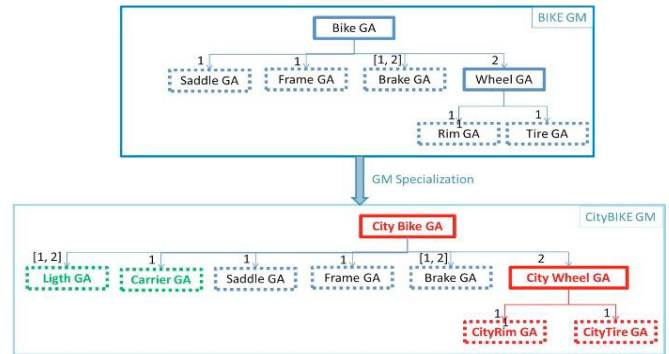 BIKE GM
Bike GA
1 1 [1, 2] 2
Saddle GA Frame GA Brake GA Wheel GA
1 1
1
Rim GA Tire GA
GM Specialization
CityBIKE GM
City Bike GA
[1, 2] 1 1 1 [1, 2] 2
Ligth GA Carrier GA Saddle GA Frame GA Brake GA City Wheel GA
1 1
1
CityRim GA CityTire GA